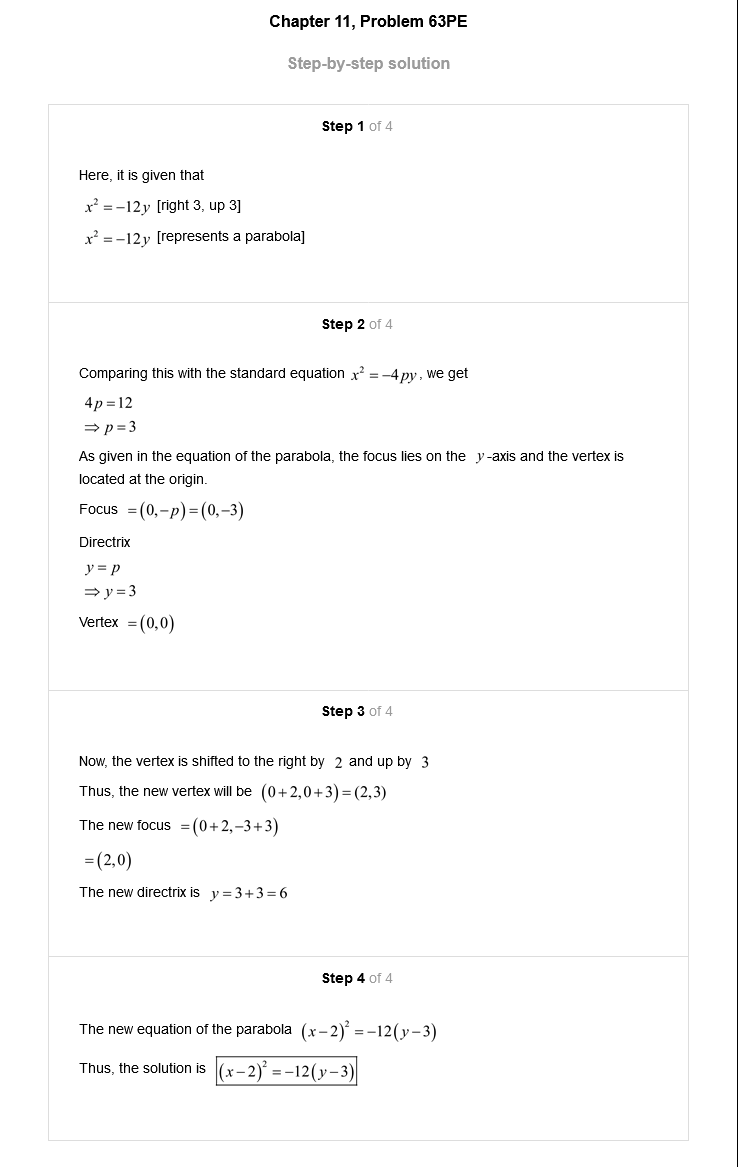 Chapter 11, Problem 63PE
Step-by-step solution
Step 1 of 4
Here, it is given that
x² = −12y [right 3, up 3]
x² = −12y [represents a parabola]
Step 2 of 4
Comparing this with the standard equation x² = −4py, we get
4p = 12
⇒ p = 3
As given in the equation of the parabola, the focus lies on the y-axis and the vertex is
located at the origin.
Focus = (0,−p) = (0,−3)
Directrix
y = p
⇒ y = 3
Vertex = (0,0)
Step 3 of 4
Now, the vertex is shifted to the right by 2 and up by 3
Thus, the new vertex will be (0+2,0+3) = (2,3)
The new focus = (0+2,−3+3)
= (2,0)
The new directrix is y = 3+3 = 6
Step 4 of 4
The new equation of the parabola (x−2)² = −12(y−3)
Thus, the solution is (x−2)² = −12(y−3)